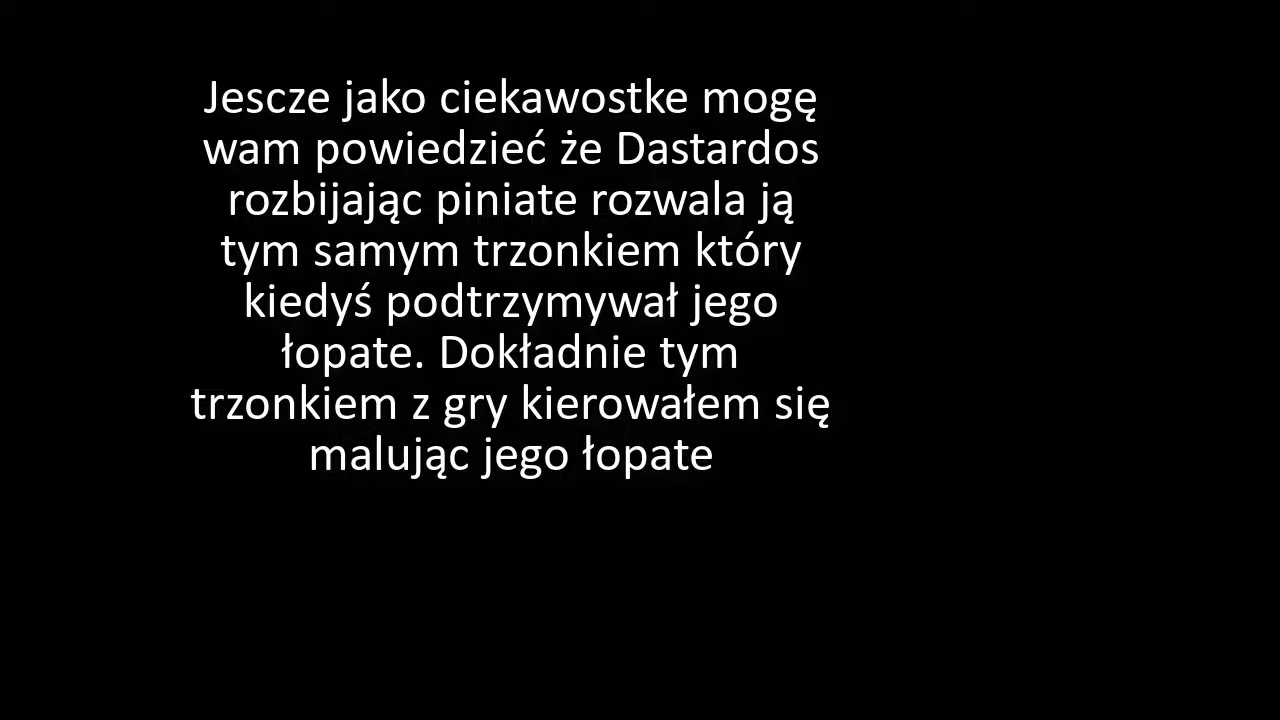 Jescze jako ciekawostke mogę
wam powiedzieć że Dastardos
rozbijając piniate rozwala ją
tym samym trzonkiem który
kiedyś podtrzymywał jego
łopate. Dokładnie tym
trzonkiem z gry kierowałem się
malując jego łopate